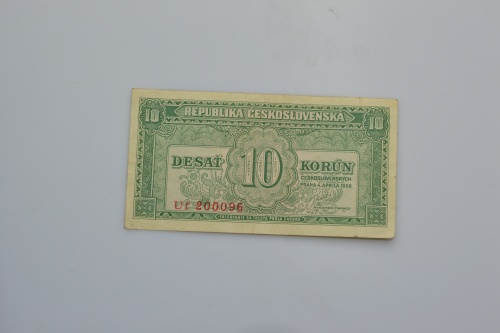 REPUBLIKA ČESKOSLOVENSKÁ
10 10
DESAŤ 10 KORÚN
ČESKOSLOVENSKÝCH
PRAHA 4. APRÍLA 1950
Uf 200096